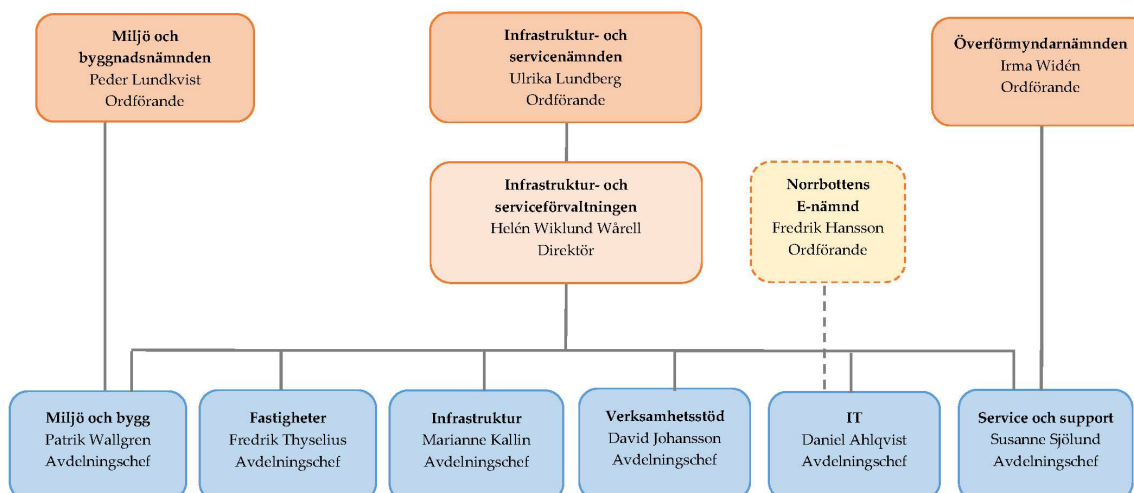 Miljö och
byggnadsnämnden
Peder Lundkvist
Ordförande
Infrastruktur- och
servicenämnden
Ulrika Lundberg
Ordförande
Överförmyndarnämnden
Irma Widén
Ordförande
Infrastruktur- och
serviceförvaltningen
Helén Wiklund Wårell
Direktör
Norrbottens
E-nämnd
Fredrik Hansson
Ordförande
Miljö och bygg
Patrik Wallgren
Avdelningschef
Fastigheter
Fredrik Thyselius
Avdelningschef
Infrastruktur
Marianne Kallin
Avdelningschef
Verksamhetsstöd
David Johansson
Avdelningschef
IT
Daniel Ahlqvist
Avdelningschef
Service och support
Susanne Sjölund
Avdelningschef